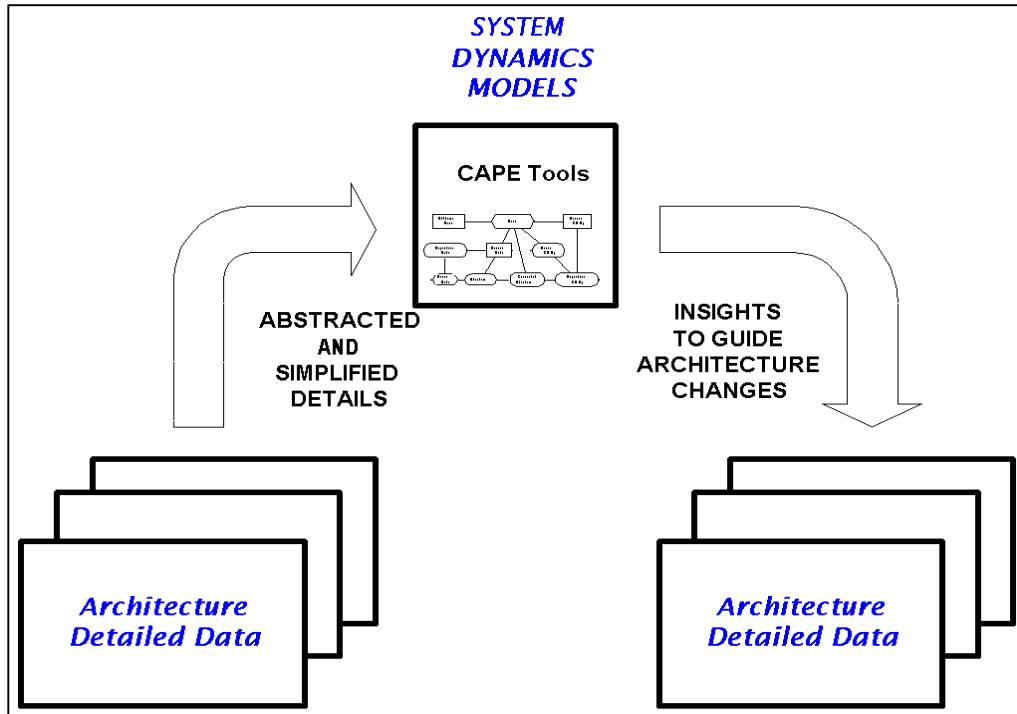 SYSTEM
DYNAMICS
MODELS
CAPE Tools
ABSTRACTED
AND
SIMPLIFIED
DETAILS
INSIGHTS
TO GUIDE
ARCHITECTURE
CHANGES
Architecture
Detailed Data
Architecture
Detailed Data